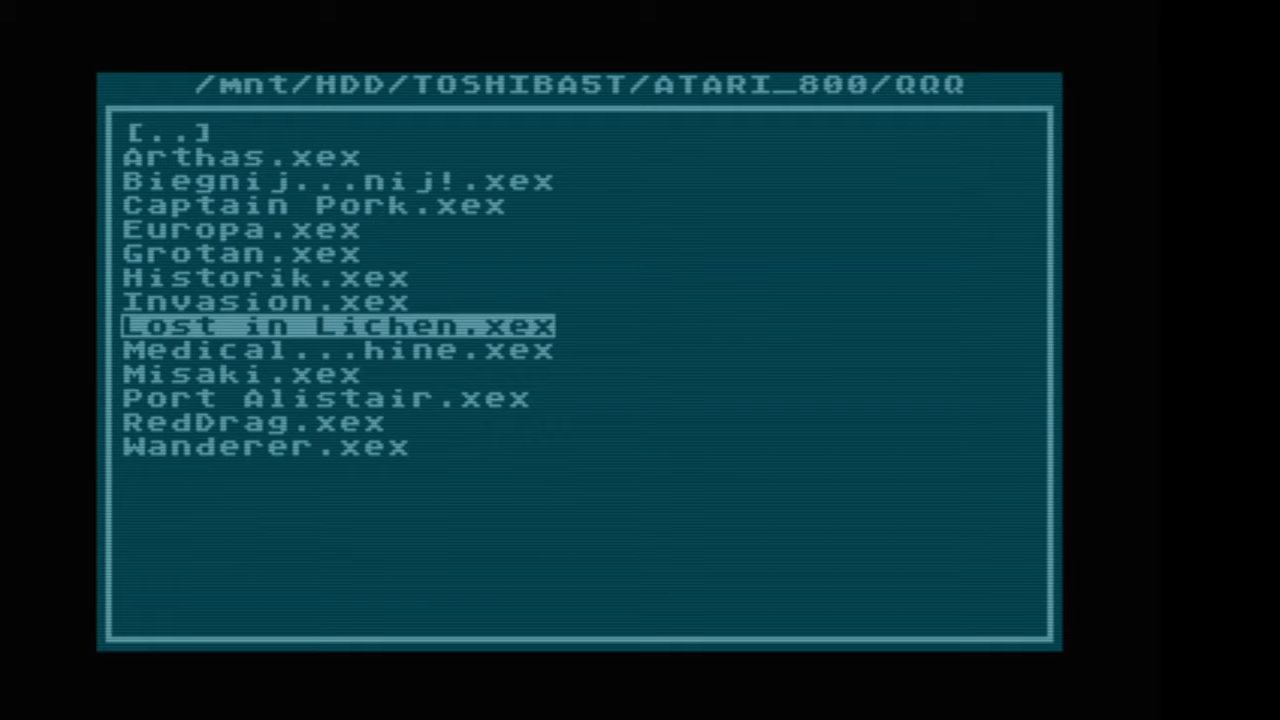 /mnt/HDD/TOSHIBA5T/ATARI_800/QQQ
[..]
Arthas.xex
Biegnij...nij!.xex
Captain Pork.xex
Europa.xex
Grotan.xex
Historik.xex
Invasion.xex
Lost in Lichen.xex
Medical...hine.xex
Misaki.xex
Port Alistair.xex
RedDrag.xex
Wanderer.xex